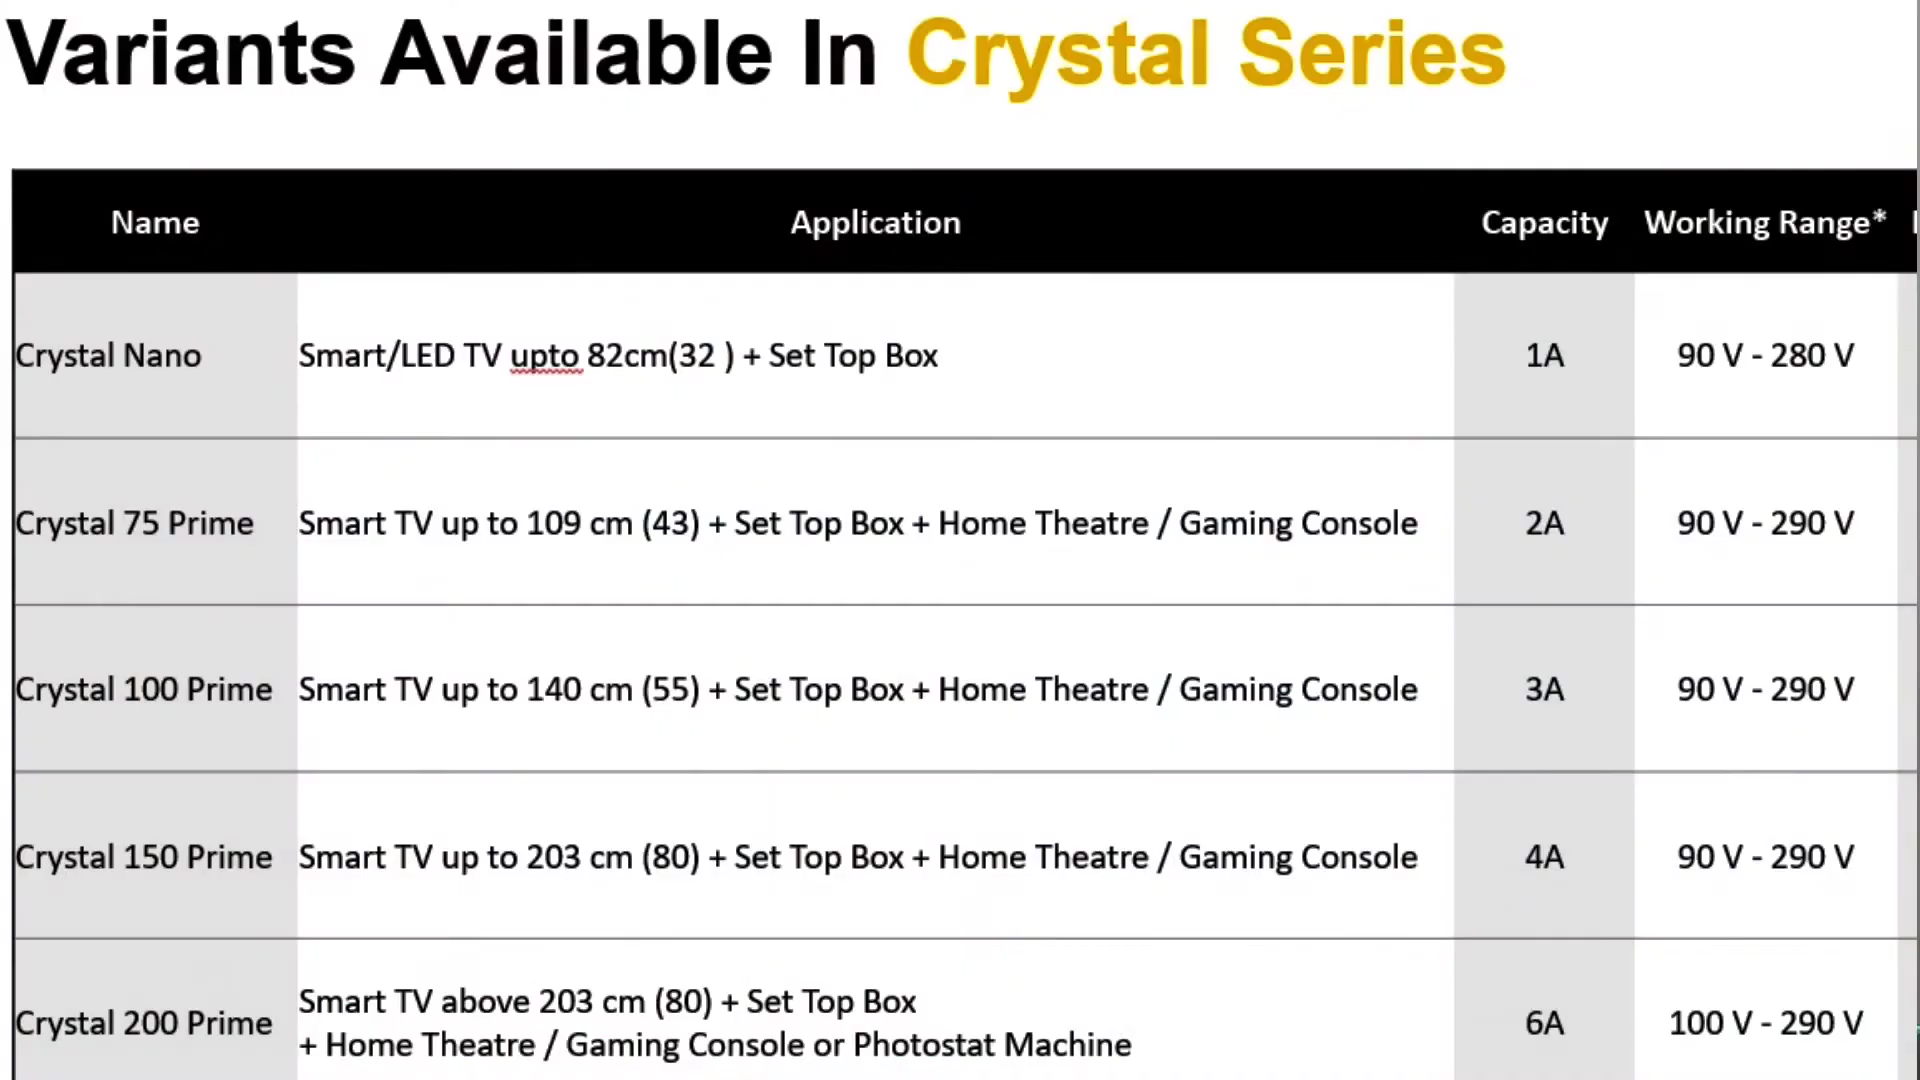 Variants Available In Crystal Series
Name Application Capacity Working Range*
Crystal Nano Smart/LED TV upto 82cm(32 ) + Set Top Box 1A 90 V - 280 V
Crystal 75 Prime Smart TV up to 109 cm (43) + Set Top Box + Home Theatre / Gaming Console 2A 90 V - 290 V
Crystal 100 Prime Smart TV up to 140 cm (55) + Set Top Box + Home Theatre / Gaming Console 3A 90 V - 290 V
Crystal 150 Prime Smart TV up to 203 cm (80) + Set Top Box + Home Theatre / Gaming Console 4A 90 V - 290 V
Crystal 200 Prime Smart TV above 203 cm (80) + Set Top Box
+ Home Theatre / Gaming Console or Photostat Machine 6A 100 V - 290 V